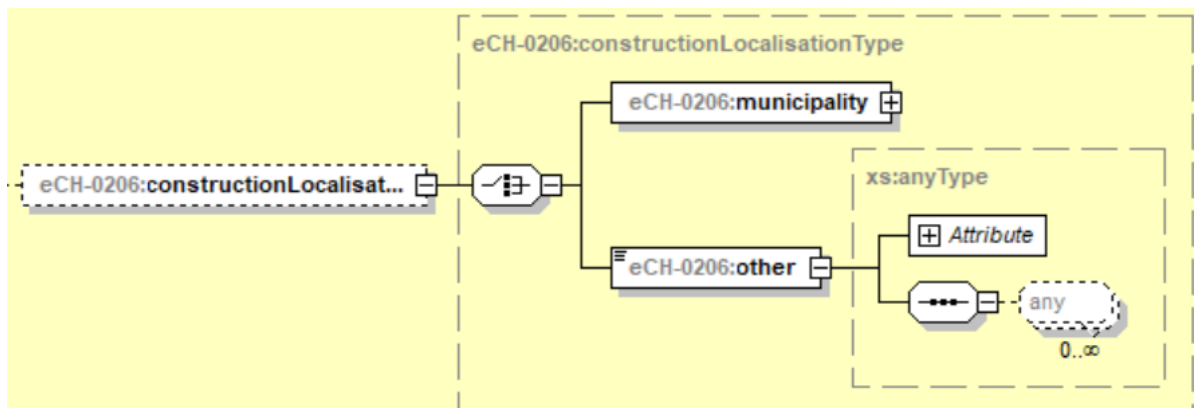 eCH-0206:constructionLocalisationType
eCH-0206:municipality
eCH-0206:constructionLocalisat...
xs:anyType
Attribute
eCH-0206:other
any
0..∞